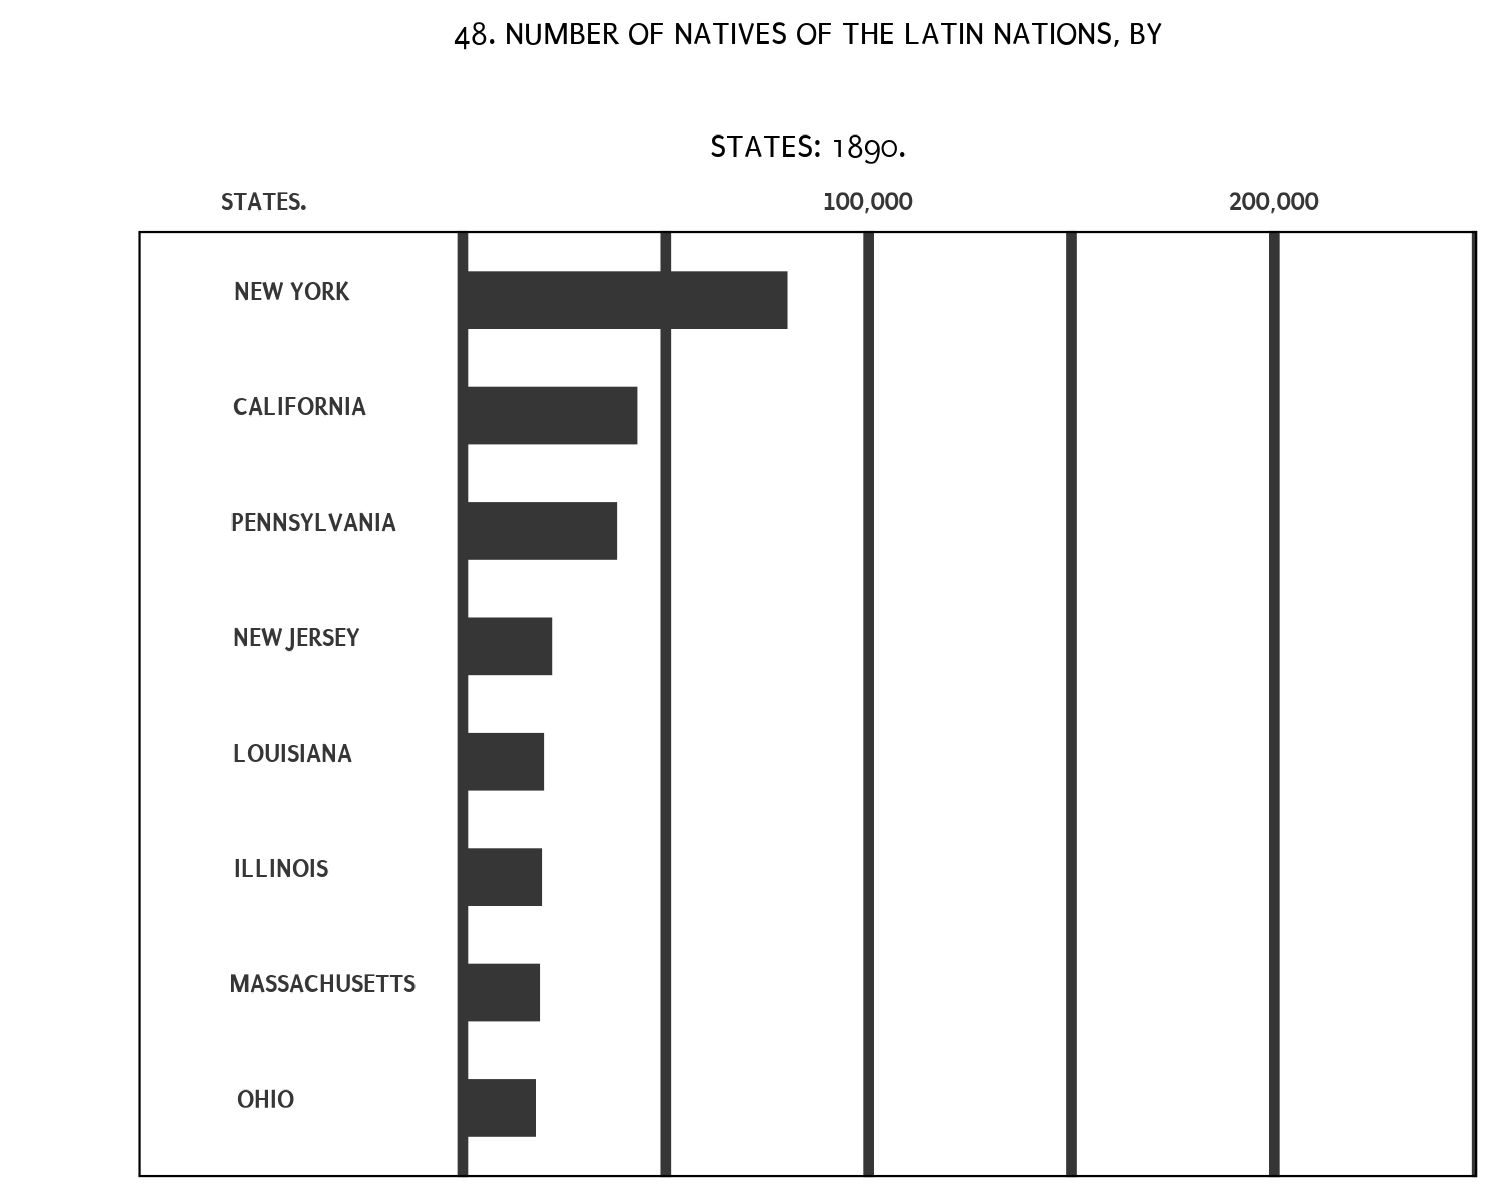 48. NUMBER OF NATIVES OF THE LATIN NATIONS, BY
STATES: 1890.
STATES. 100,000 200,000
NEW YORK
CALIFORNIA
PENNSYLVANIA
NEW JERSEY
LOUISIANA
ILLINOIS
MASSACHUSETTS
OHIO